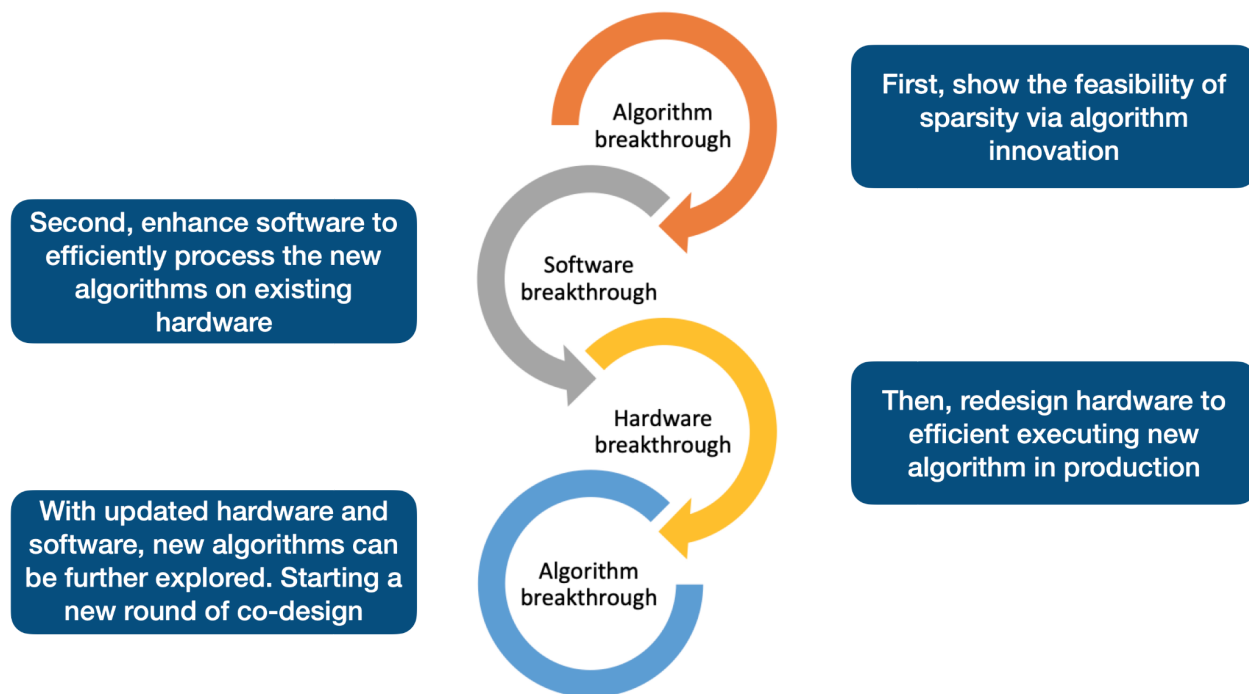 Algorithm
breakthrough
First, show the feasibility of
sparsity via algorithm
innovation
Second, enhance software to
efficiently process the new
algorithms on existing
hardware
Software
breakthrough
Hardware
breakthrough
Then, redesign hardware to
efficient executing new
algorithm in production
With updated hardware and
software, new algorithms can
be further explored. Starting a
new round of co-design
Algorithm
breakthrough